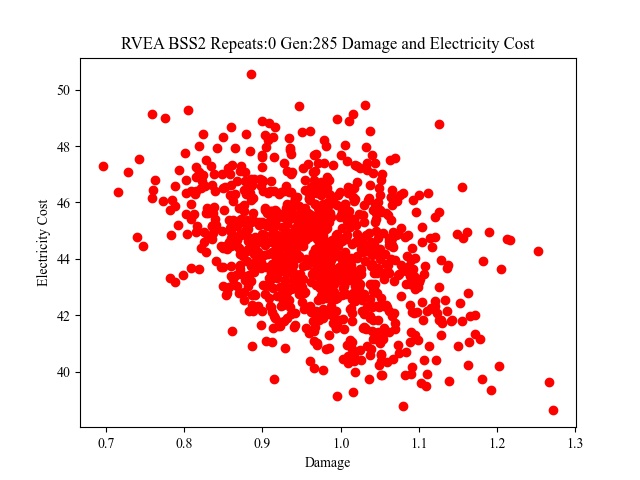 RVEA BSS2 Repeats:0 Gen:285 Damage and Electricity Cost
50
48
46
44
42
40
Electricity Cost
0.7 0.8 0.9 1.0 1.1 1.2 1.3
Damage